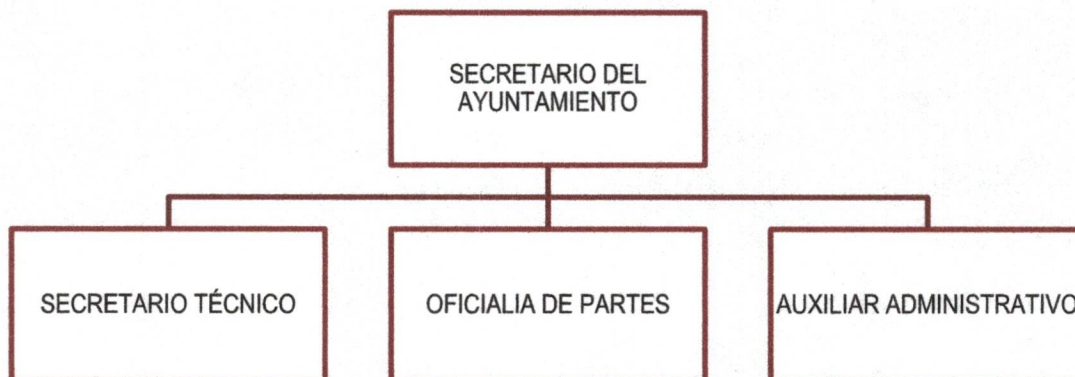 SECRETARIO DEL
AYUNTAMIENTO
SECRETARIO TÉCNICO
OFICIALIA DE PARTES
AUXILIAR ADMINISTRATIVO